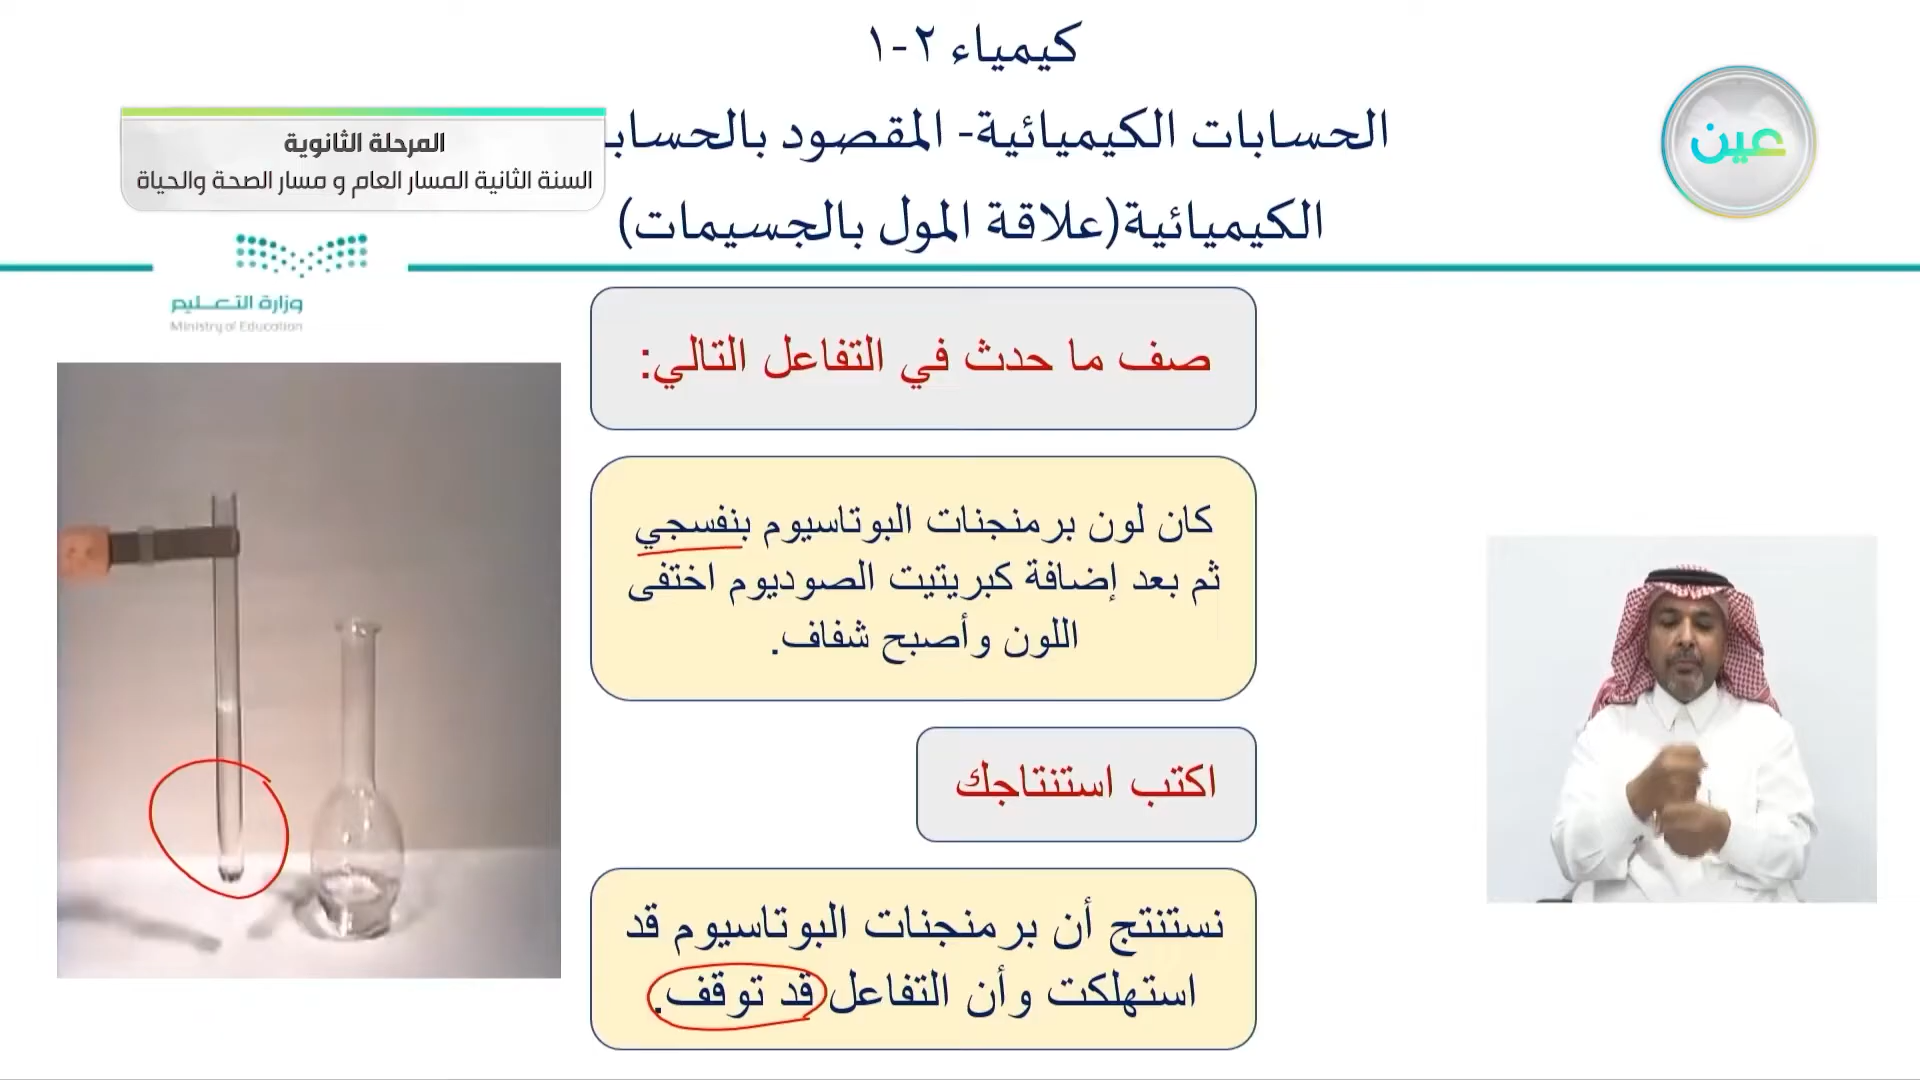 كيمياء ٢-١
الحسابات الكيميائية- المقصود بالحساب
الكيميائية(علاقة المول بالجسيمات)
عين
المرحلة الثانوية
السنة الثانية المسار العام و مسار الصحة والحياة
وزارة التعليم
Ministry of Education
صف ما حدث في التفاعل التالي:
كان لون برمنجنات البوتاسيوم بنفسجي
ثم بعد إضافة كبريتيت الصوديوم اختفى
اللون وأصبح شفاف.
اكتب استنتاجك
نستنتج أن برمنجنات البوتاسيوم قد
استهلكت وأن التفاعل قد توقف.